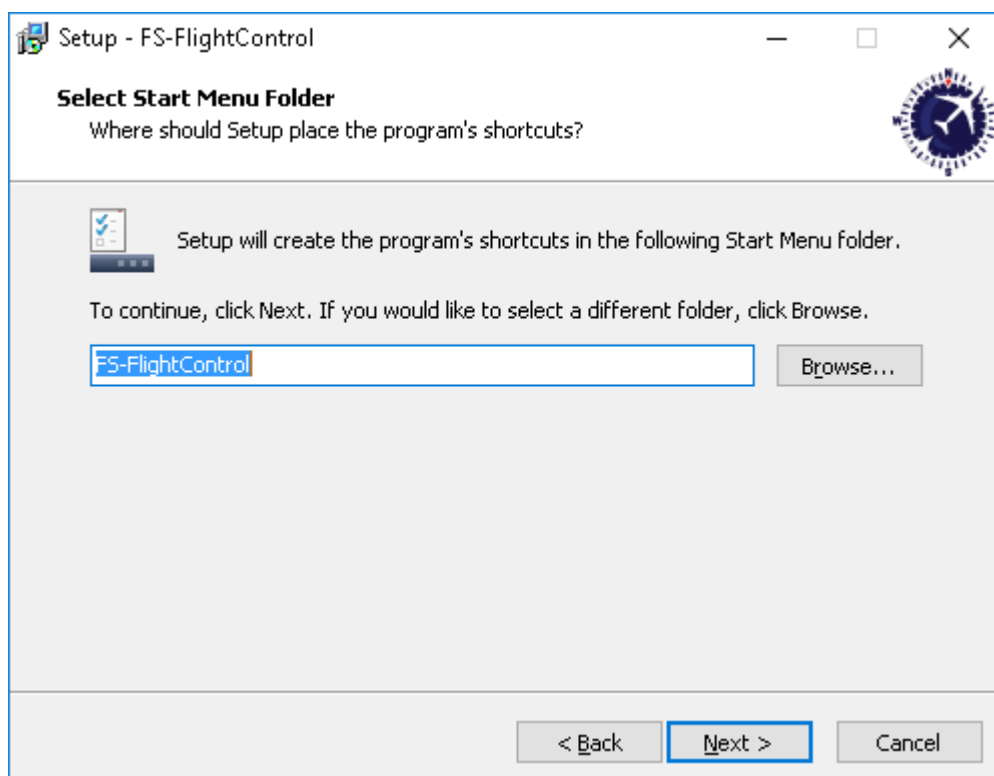 Setup - FS-FlightControl
Select Start Menu Folder
Where should Setup place the program's shortcuts?
Setup will create the program's shortcuts in the following Start Menu folder.
To continue, click Next. If you would like to select a different folder, click Browse.
FS-FlightControl
Browse...
< Back
Next >
Cancel